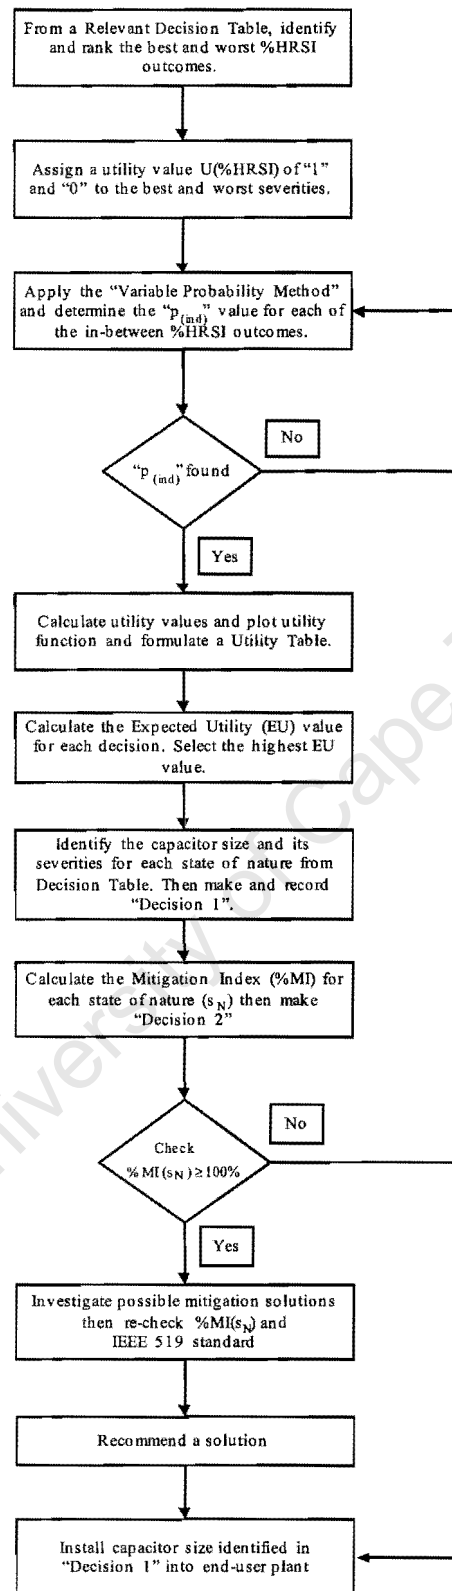 From a Relevant Decision Table, identify
and rank the best and worst %HRSI
outcomes.
Assign a utility value U(%HRSI) of “1”
and “0” to the best and worst severities.
Apply the “Variable Probability Method”
and determine the “p(ind)” value for each of
the in-between %HRSI outcomes.
No
“p (ind)” found
Yes
Calculate utility values and plot utility
function and formulate a Utility Table.
Calculate the Expected Utility (EU) value
for each decision. Select the highest EU
value.
Identify the capacitor size and its
severities for each state of nature from
Decision Table. Then make and record
“Decision 1”.
Calculate the Mitigation Index (%MI) for
each state of nature (sN) then make
“Decision 2”
No
Check
%MI(sN)≥100%
Yes
Investigate possible mitigation solutions
then re-check %MI(sN) and
IEEE 519 standard
Recommend a solution
Install capacitor size identified in
“Decision 1” into end-user plant
University of Cape